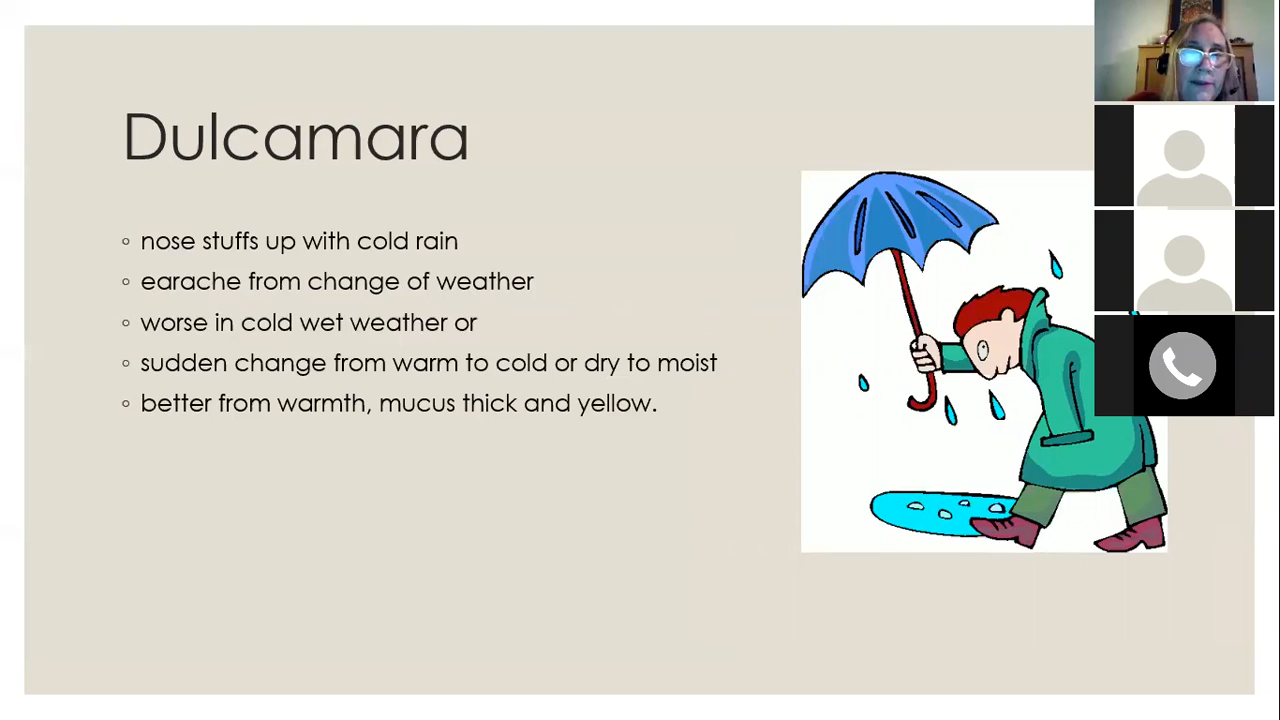 Dulcamara
◦ nose stuffs up with cold rain
◦ earache from change of weather
◦ worse in cold wet weather or
◦ sudden change from warm to cold or dry to moist
◦ better from warmth, mucus thick and yellow.